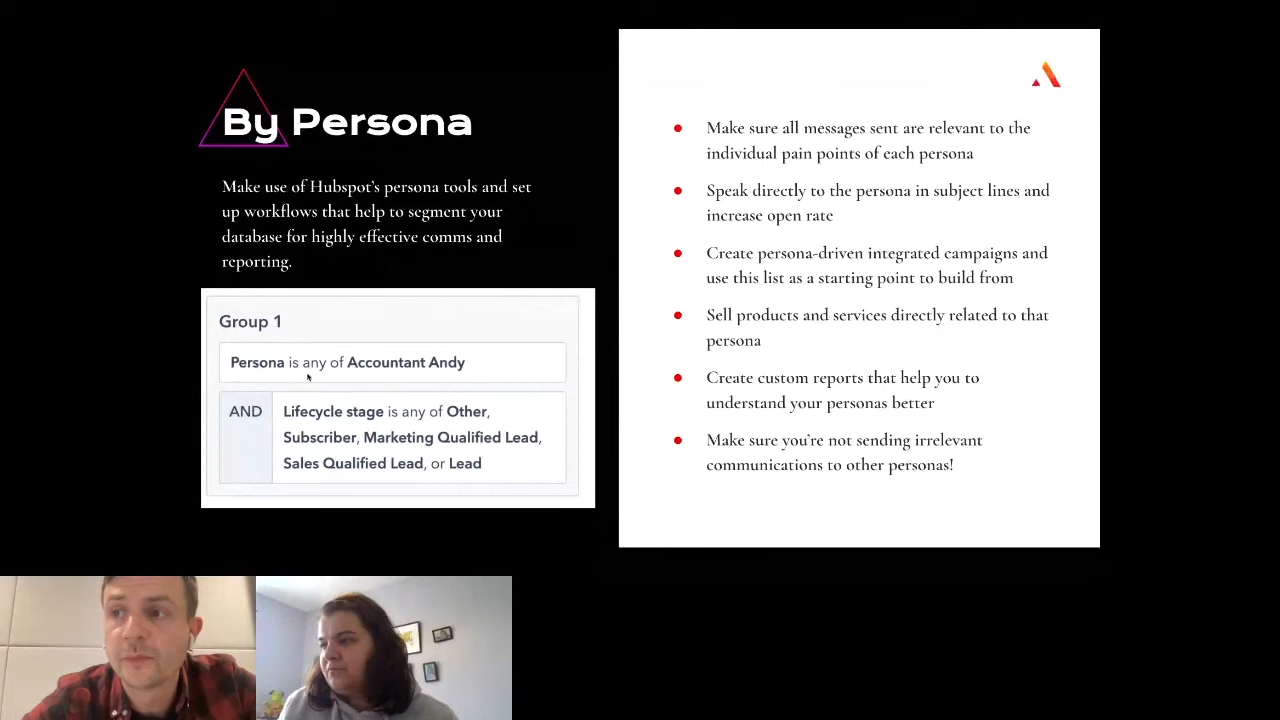 By Persona
Make use of Hubspot's persona tools and set
up workflows that help to segment your
database for highly effective comms and
reporting.
Group 1
Persona is any of Accountant Andy
AND
Lifecycle stage is any of Other,
Subscriber, Marketing Qualified Lead,
Sales Qualified Lead, or Lead
Make sure all messages sent are relevant to the
individual pain points of each persona
Speak directly to the persona in subject lines and
increase open rate
Create persona-driven integrated campaigns and
use this list as a starting point to build from
Sell products and services directly related to that
persona
Create custom reports that help you to
understand your personas better
Make sure you're not sending irrelevant
communications to other personas!